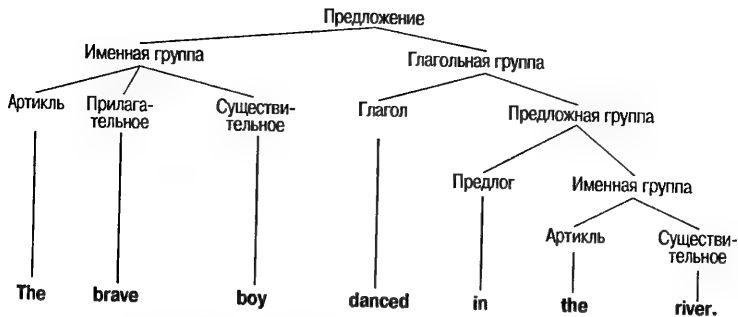 Предложение
Именная группа
Глагольная группа
Артикль
Прилага-
тельное
Существи-
тельное
Глагол
Предложная группа
Предлог
Именная группа
Артикль
Существи-
тельное
The brave boy danced in the river.